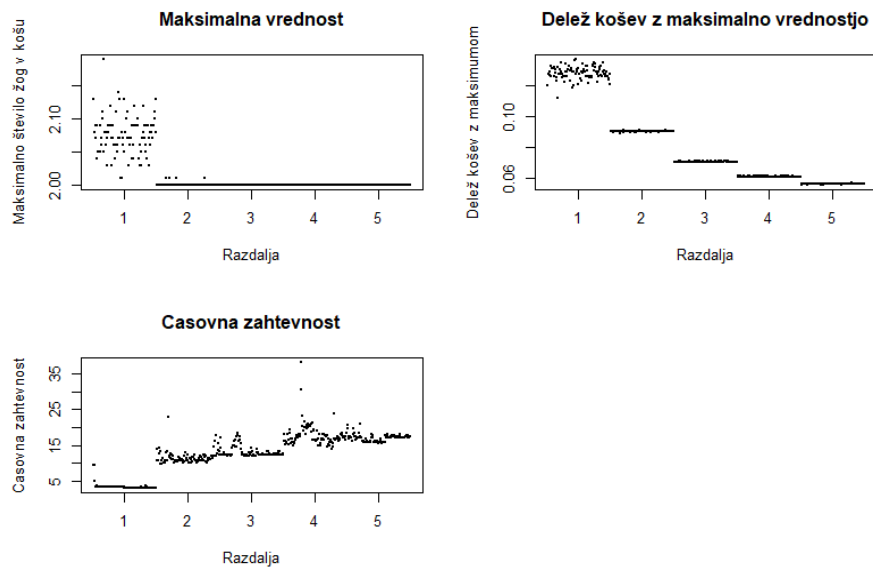 Maksimalna vrednost
Maksimalno število žog v košu
2.00
2.10
1 2 3 4 5
Razdalja
Delež košev z maksimalno vrednostjo
Delež košev z maksimumom
0.06
0.10
1 2 3 4 5
Razdalja
Casovna zahtevnost
Casovna zahtevnost
5
15
25
35
1 2 3 4 5
Razdalja